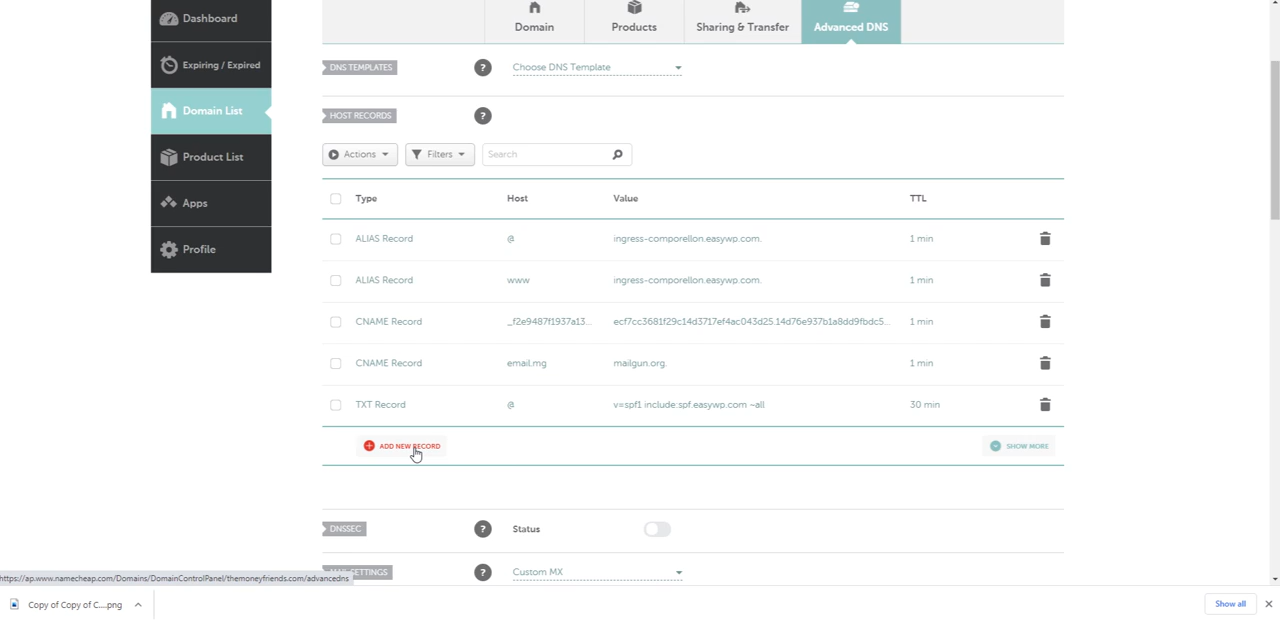 Dashboard
Expiring / Expired
Domain List
Product List
Apps
Profile
Domain
Products
Sharing & Transfer
Advanced DNS
DNS TEMPLATES
?
Choose DNS Template
HOST RECORDS
?
Actions
Filters
Search
Type Host Value TTL
ALIAS Record @ ingress-comporellon.easywp.com. 1 min
ALIAS Record www ingress-comporellon.easywp.com. 1 min
CNAME Record _f2e9487f1937a13... ecf7cc3681f29c14d3717ef4ac043d25.14d76e937b1a8dd9fbdc5... 1 min
CNAME Record email.mg mailgun.org. 1 min
TXT Record @ v=spf1 include:spf.easywp.com ~all 30 min
ADD NEW RECORD
SHOW MORE
DNSSEC
?
Status
https://ap.www.namecheap.com/Domains/DomainControlPanel/themoneyfriends.com/advancedns
MAIL SETTINGS
?
Custom MX
Copy of Copy of C....png
Show all